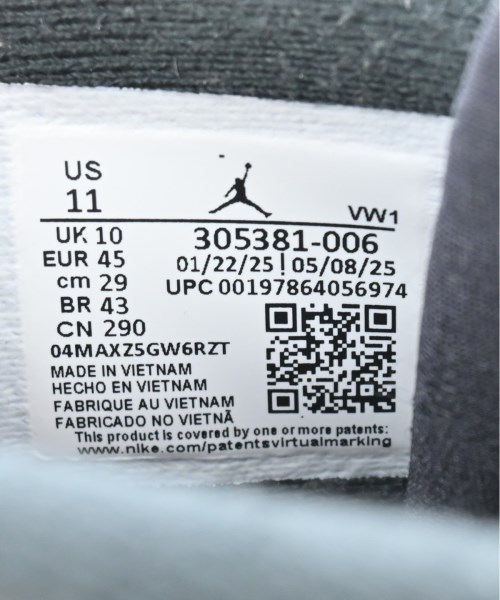 US
11
VW1
UK 10
305381-006
EUR 45
01/22/25 | 05/08/25
cm 29
UPC 00197864056974
BR 43
CN 290
04MAXZ5GW6RZT
MADE IN VIETNAM
HECHO EN VIETNAM
FABRIQUE AU VIETNAM
FABRICADO NO VIETNÃ
This product is covered by one or more patents:
www.nike.com/patentsvirtualmarking